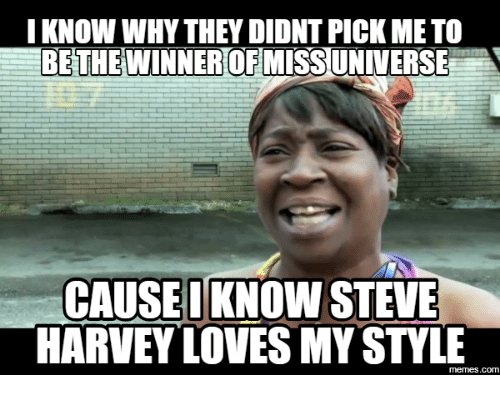 I KNOW WHY THEY DIDNT PICK ME TO
BE THE WINNER OF MISS UNIVERSE
CAUSE I KNOW STEVE
HARVEY LOVES MY STYLE
memes.com